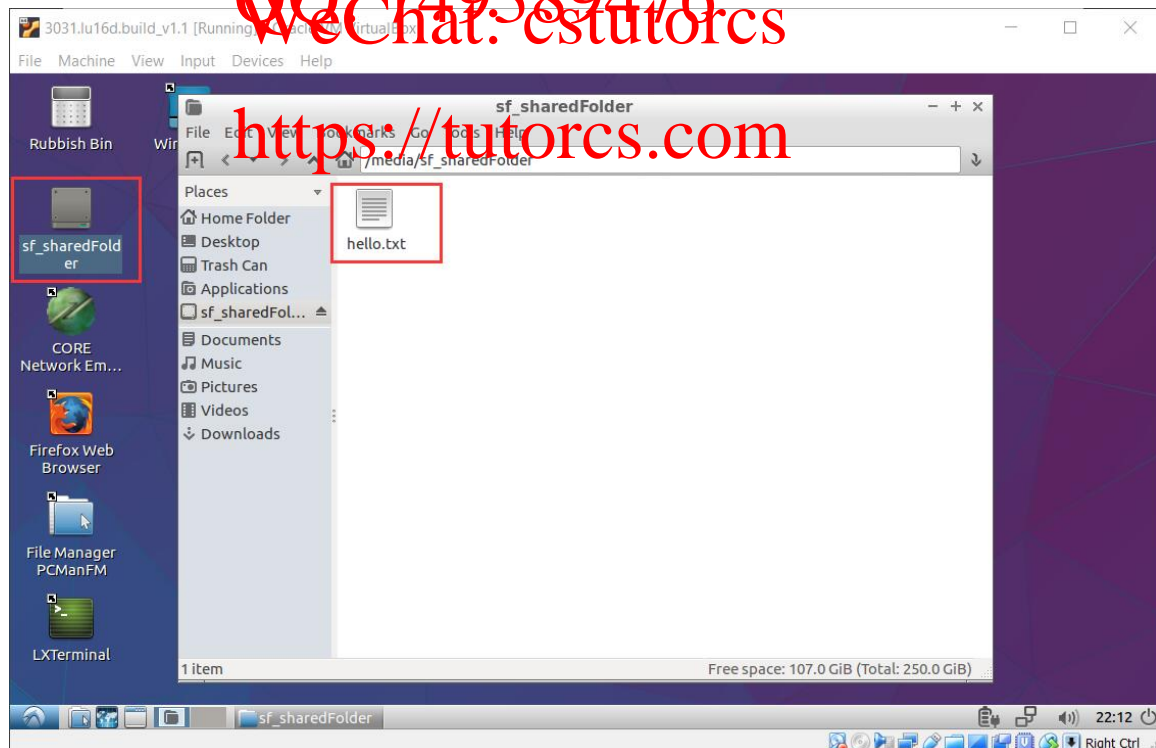 WeChat: cstutorcs
3031.lu16d.build_v1.1 [Running]
File Machine View Input Devices Help
sf_sharedFolder
https://tutorcs.com
File
/media/sf_sharedFolder
Rubbish Bin
sf_sharedFold
er
CORE
Network Em...
Firefox Web
Browser
File Manager
PCManFM
LXTerminal
Places
Home Folder
Desktop
Trash Can
Applications
sf_sharedFol...
Documents
Music
Pictures
Videos
Downloads
hello.txt
1 item
Free space: 107.0 GiB (Total: 250.0 GiB)
sf_sharedFolder
22:12
Right Ctrl